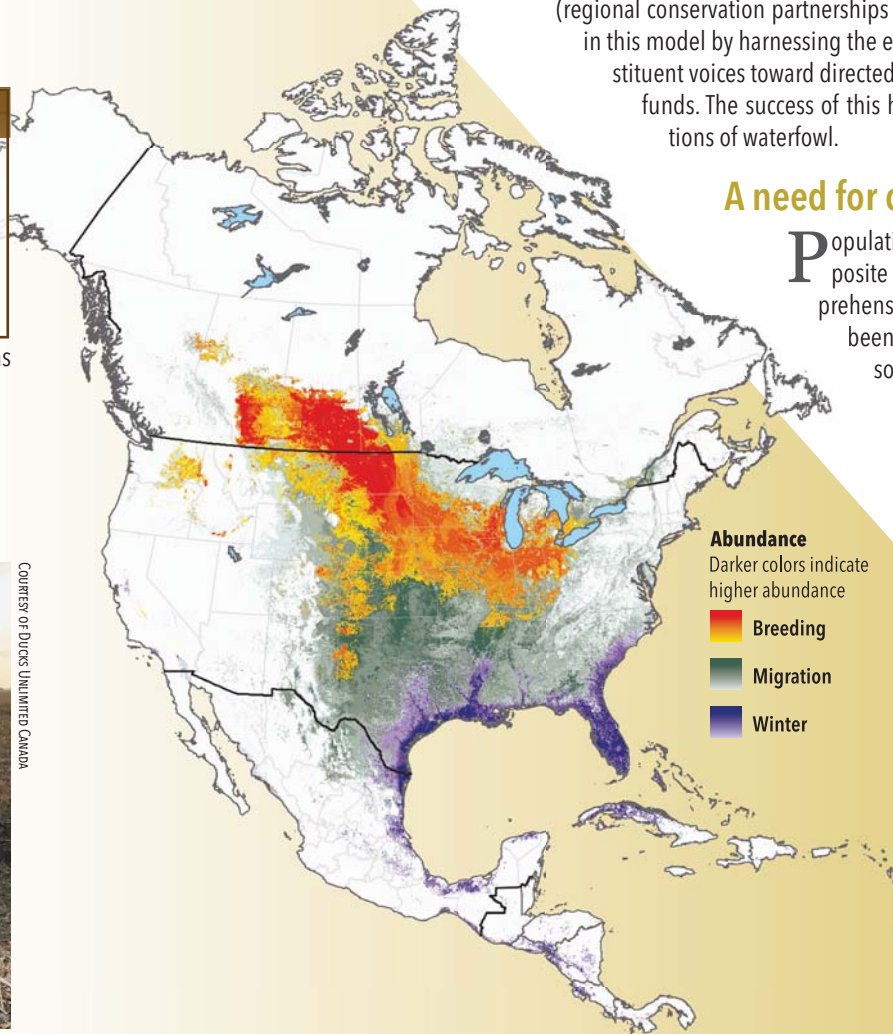 (regional conservation partnerships
in this model by harnessing the e
stituent voices toward directed
funds. The success of this h
tions of waterfowl.
A need for c
Populati
posite
prehens
been
so
Abundance
Darker colors indicate
higher abundance
Breeding
Migration
Winter
COURTESY OF DUCKS UNLIMITED CANADA